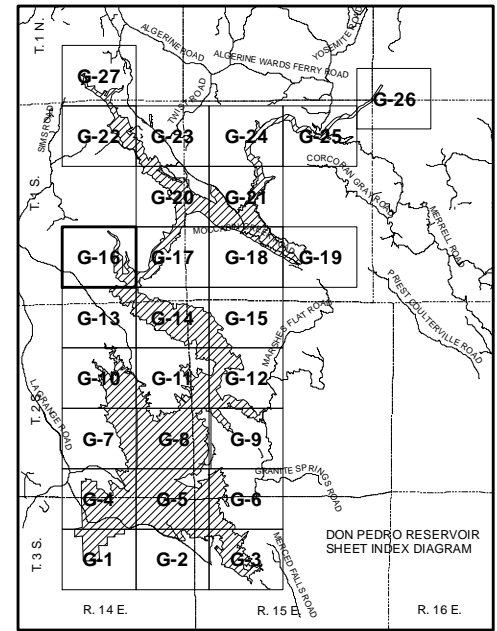 T. 1 N.
ALGERINE ROAD
YOSEMITE ROAD
ALGERINE WARDS FERRY ROAD
G-27
TWIST ROAD
G-26
SIMS ROAD
G-22
G-23
G-24
G-25
CORCORAN GRAY ROAD
T. 1 S.
G-20
G-21
MERRELL ROAD
G-16
G-17
G-18
G-19
PRIEST COULTERVILLE ROAD
G-13
G-14
G-15
MARSHES FLAT ROAD
G-10
G-11
G-12
T. 2 S.
LA GRANGE ROAD
G-7
G-8
G-9
GRANITE SPRINGS ROAD
G-4
G-5
G-6
DON PEDRO RESERVOIR
SHEET INDEX DIAGRAM
T. 3 S.
G-1
G-2
G-3
MERCED FALLS ROAD
R. 14 E.
R. 15 E.
R. 16 E.